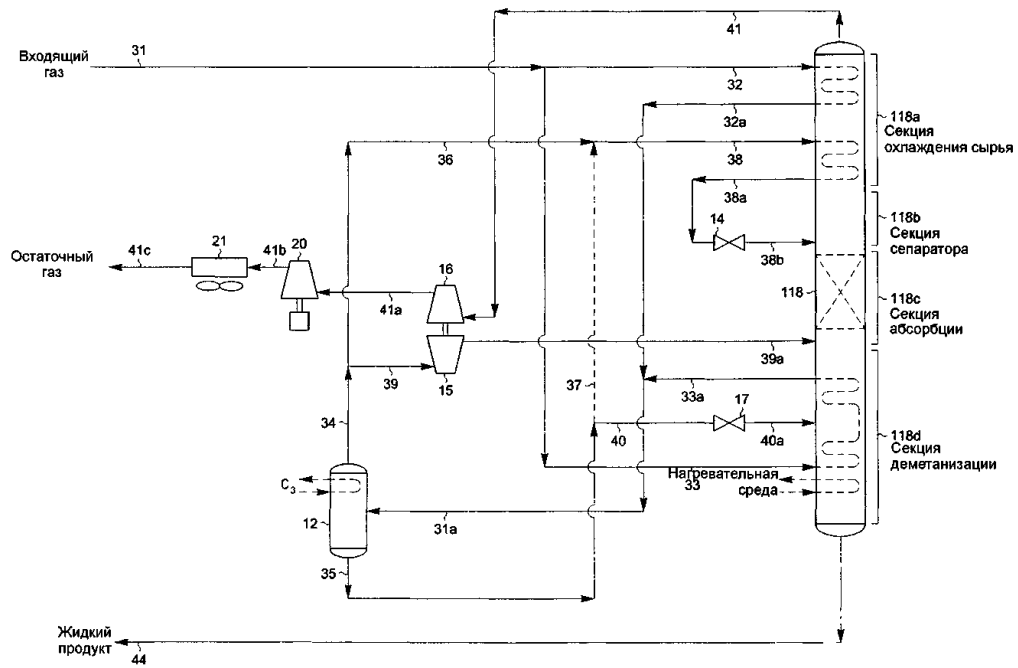 41
31
Входящий
газ
32
32a
118a
Секция
охлаждения сырья
36
38
38a
118b
Секция
сепаратора
14
38b
Остаточный
газ
41c
21
41b
20
16
41a
118
118c
Секция
абсорбции
39a
39
15
37
33a
17
34
40
40a
118d
Секция
деметанизации
C3
33
Нагревательная
среда
12
31a
35
Жидкий
продукт
44